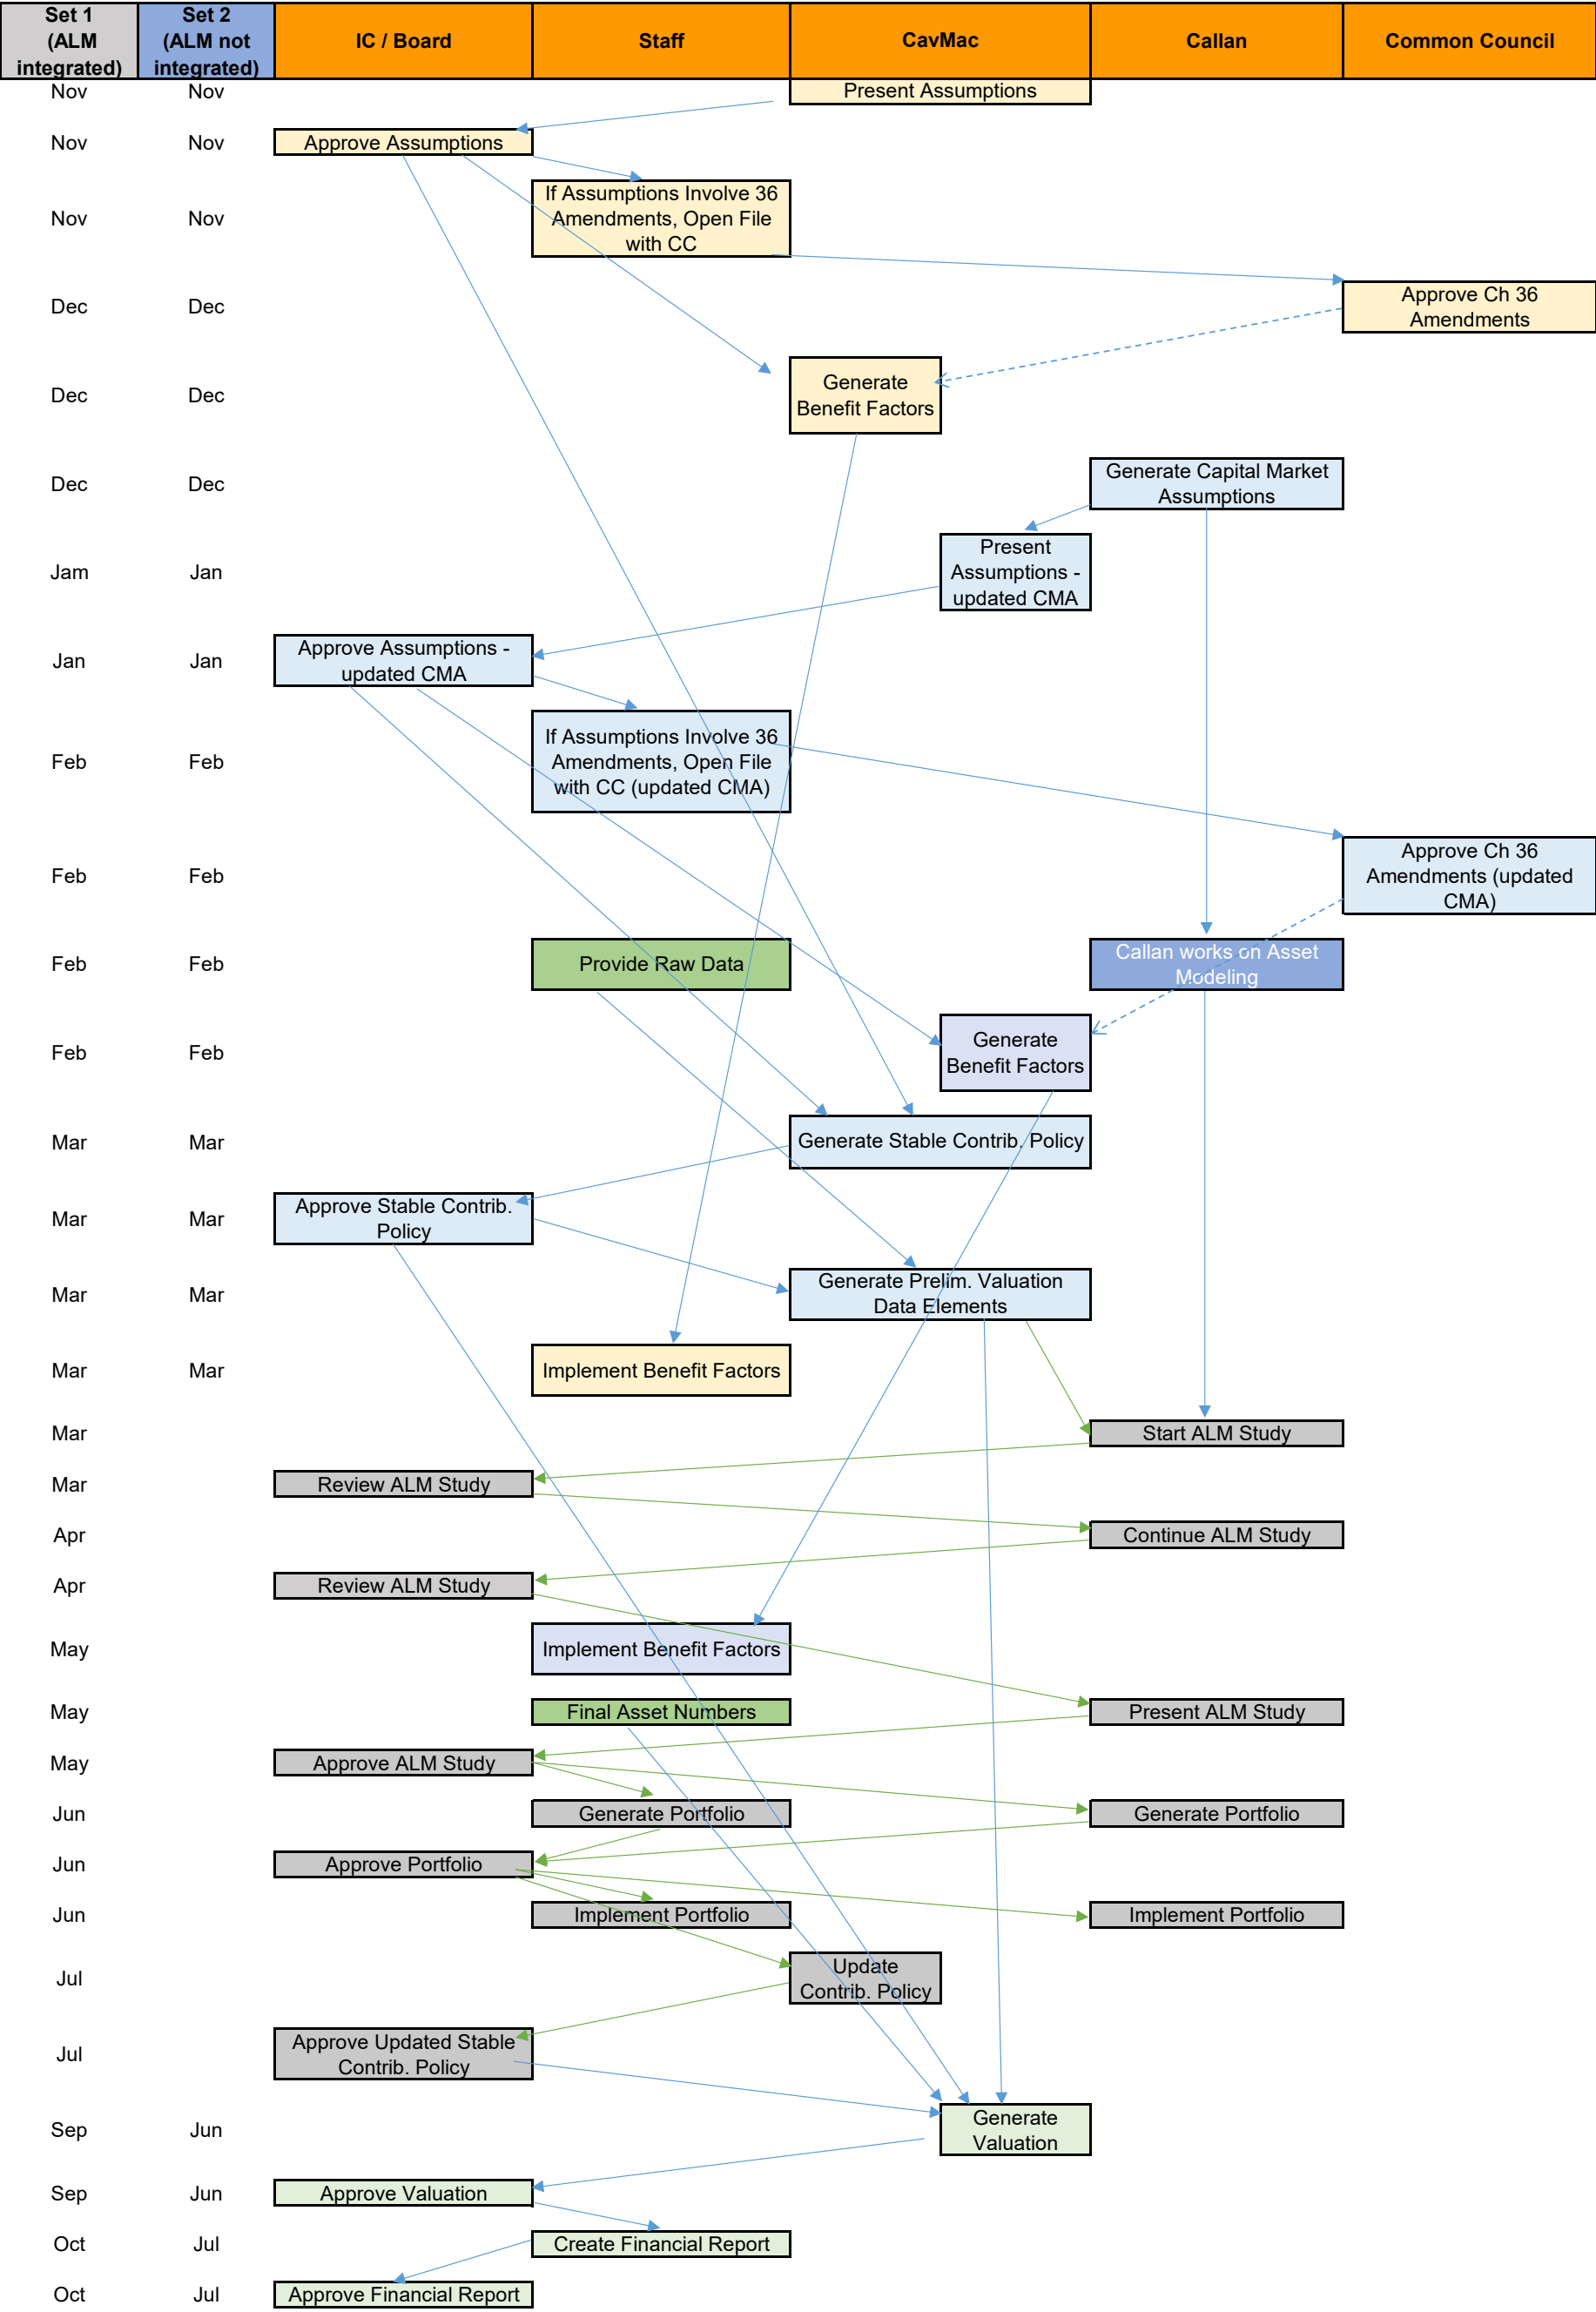 Set 1
(ALM
integrated)
Set 2
(ALM not
integrated)
IC / Board
Staff
CavMac
Callan
Common Council
Nov
Nov
Present Assumptions
Nov
Nov
Approve Assumptions
Nov
Nov
If Assumptions Involve 36
Amendments, Open File
with CC
Dec
Dec
Approve Ch 36
Amendments
Dec
Dec
Generate
Benefit Factors
Dec
Dec
Generate Capital Market
Assumptions
Jam
Jan
Present
Assumptions -
updated CMA
Jan
Jan
Approve Assumptions -
updated CMA
Feb
Feb
If Assumptions Involve 36
Amendments, Open File
with CC (updated CMA)
Feb
Feb
Approve Ch 36
Amendments (updated
CMA)
Feb
Feb
Provide Raw Data
Callan works on Asset
Modeling
Feb
Feb
Generate
Benefit Factors
Mar
Mar
Generate Stable Contrib. Policy
Mar
Mar
Approve Stable Contrib.
Policy
Mar
Mar
Generate Prelim. Valuation
Data Elements
Mar
Mar
Implement Benefit Factors
Mar
Start ALM Study
Mar
Review ALM Study
Apr
Continue ALM Study
Apr
Review ALM Study
May
Implement Benefit Factors
May
Final Asset Numbers
Present ALM Study
May
Approve ALM Study
Jun
Generate Portfolio
Generate Portfolio
Jun
Approve Portfolio
Jun
Implement Portfolio
Implement Portfolio
Jul
Update
Contrib. Policy
Jul
Approve Updated Stable
Contrib. Policy
Sep
Jun
Generate
Valuation
Sep
Jun
Approve Valuation
Oct
Jul
Create Financial Report
Oct
Jul
Approve Financial Report